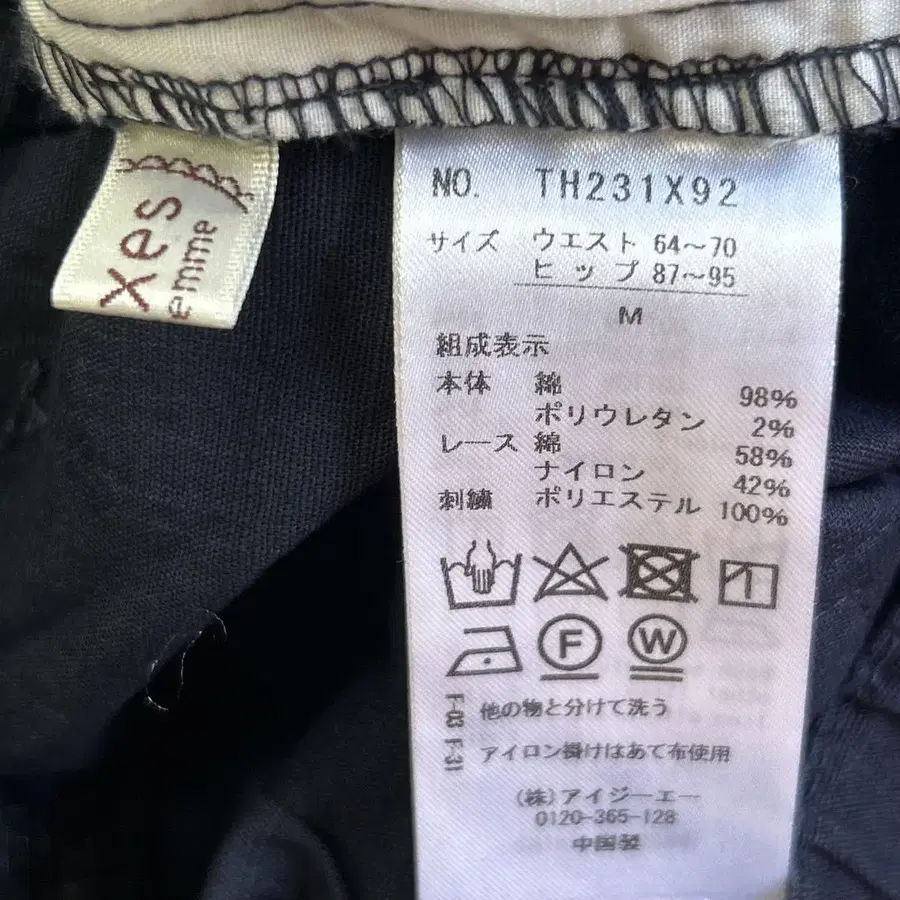 xes
emme
NO. TH231X92
サイズ ウエスト 64～70
ヒップ 87～95
M
組成表示
本体 綿 98%
ポリウレタン 2%
レース 綿 58%
ナイロン 42%
刺繍 ポリエステル 100%
F W
F-03 F-31
他の物と分けて洗う
アイロン掛けはあて布使用
(株)アイジーエー
0120-365-128
中国製